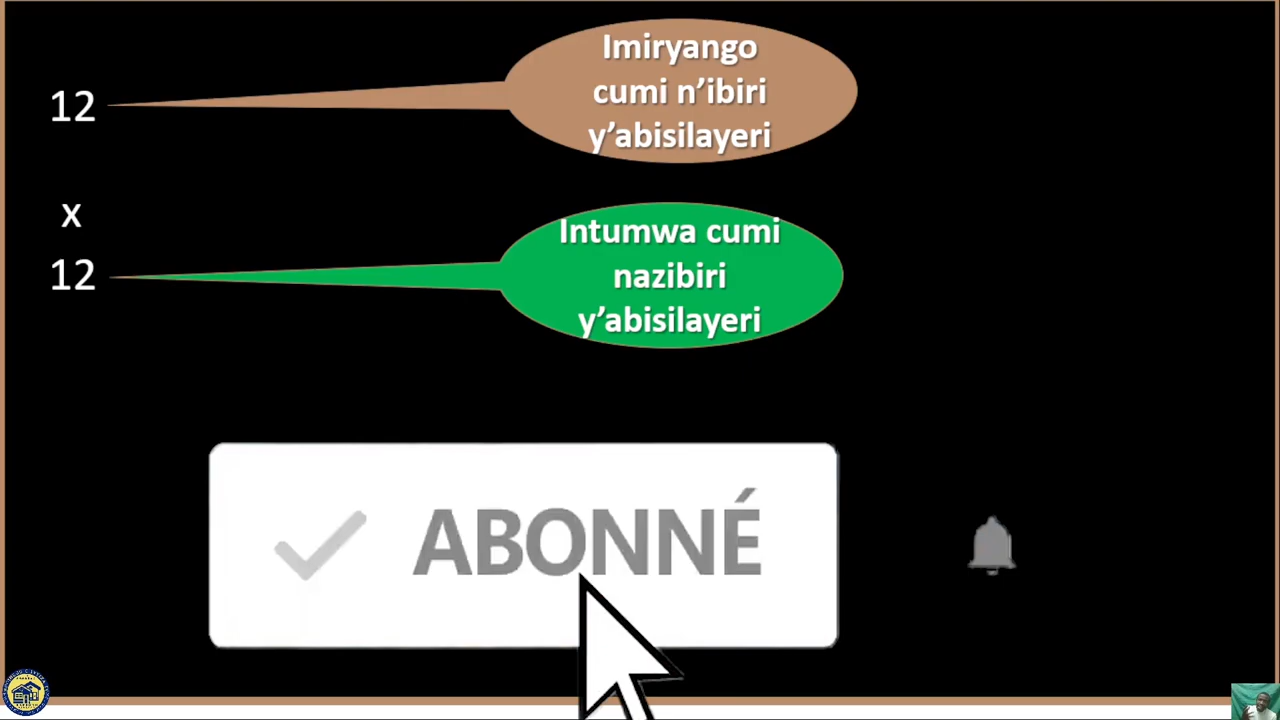 12
Imiryango
cumi n’ibiri
y’abisilayeri
x
12
Intumwa cumi
nazibiri
y’abisilayeri
ABONNÉ